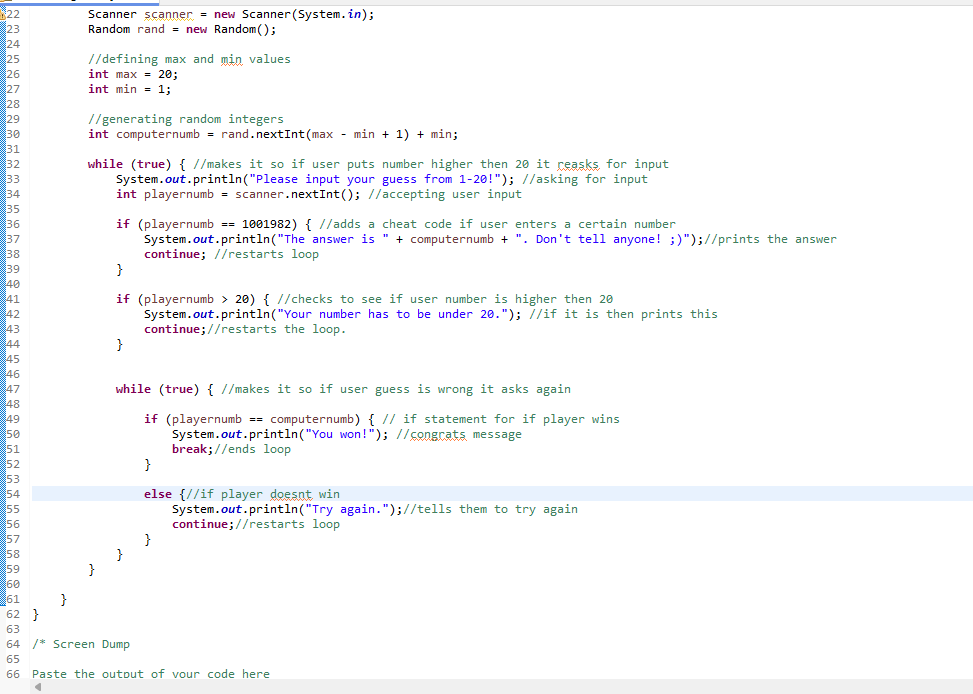 22 Scanner scanner = new Scanner(System.in);
23 Random rand = new Random();
24
25 //defining max and min values
26 int max = 20;
27 int min = 1;
28
29 //generating random integers
30 int computernumb = rand.nextInt(max - min + 1) + min;
31
32 while (true) { //makes it so if user puts number higher then 20 it reasks for input
33 System.out.println("Please input your guess from 1-20!"); //asking for input
34 int playernumb = scanner.nextInt(); //accepting user input
35
36 if (playernumb == 1001982) { //adds a cheat code if user enters a certain number
37 System.out.println("The answer is " + computernumb + ". Don't tell anyone! ;)");//prints the answer
38 continue; //restarts loop
39 }
40
41 if (playernumb > 20) { //checks to see if user number is higher then 20
42 System.out.println("Your number has to be under 20."); //if it is then prints this
43 continue;//restarts the loop.
44 }
45
46
47 while (true) { //makes it so if user guess is wrong it asks again
48
49 if (playernumb == computernumb) { // if statement for if player wins
50 System.out.println("You won!"); //congrats message
51 break;//ends loop
52 }
53
54 else {//if player doesnt win
55 System.out.println("Try again.");//tells them to try again
56 continue;//restarts loop
57 }
58 }
59 }
60
61 }
62 }
63
64 /* Screen Dump
65
66 Paste the output of your code here